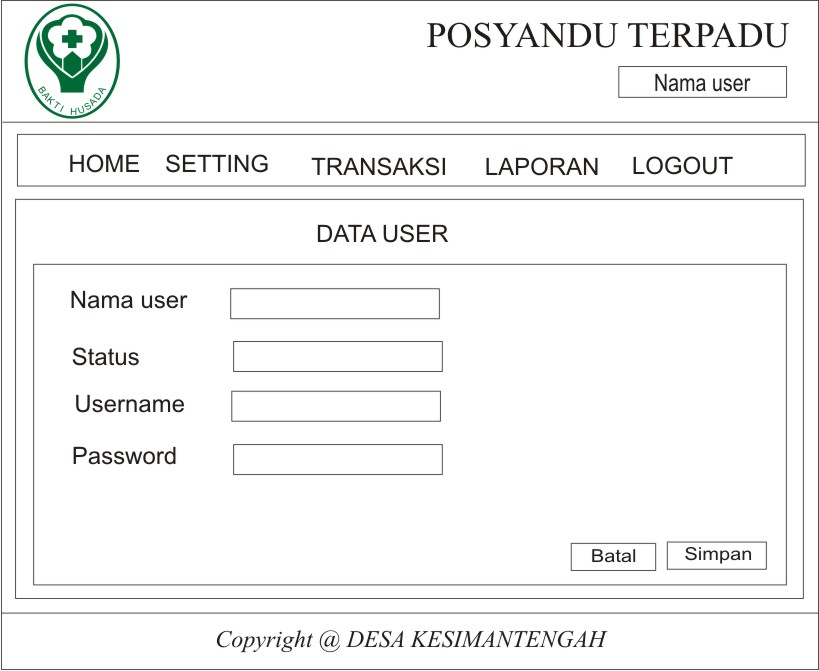 BAKTI HUSADA
POSYANDU TERPADU
Nama user
HOME SETTING TRANSAKSI LAPORAN LOGOUT
DATA USER
Nama user
Status
Username
Password
Batal Simpan
Copyright @ DESA KESIMANTENGAH